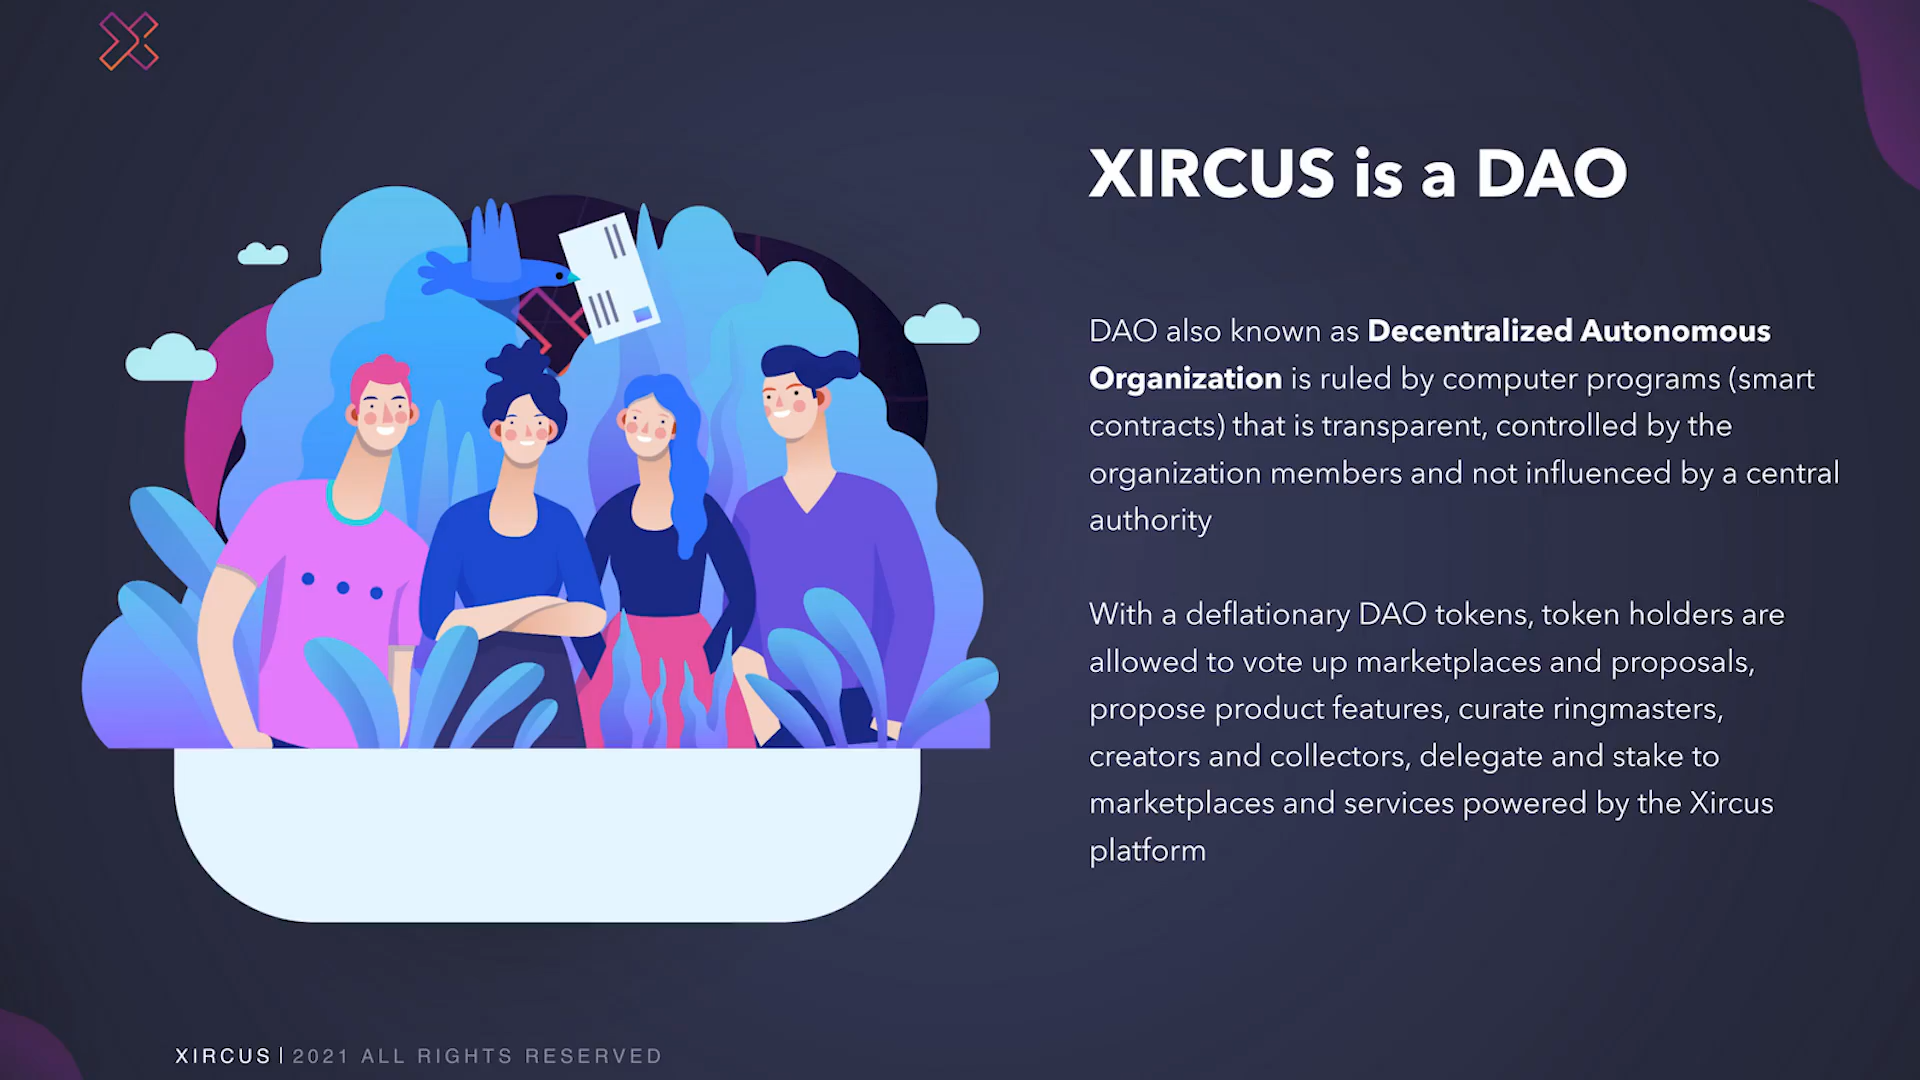 XIRCUS is a DAO
DAO also known as Decentralized Autonomous
Organization is ruled by computer programs (smart
contracts) that is transparent, controlled by the
organization members and not influenced by a central
authority
With a deflationary DAO tokens, token holders are
allowed to vote up marketplaces and proposals,
propose product features, curate ringmasters,
creators and collectors, delegate and stake to
marketplaces and services powered by the Xircus
platform
XIRCUS | 2021 ALL RIGHTS RESERVED